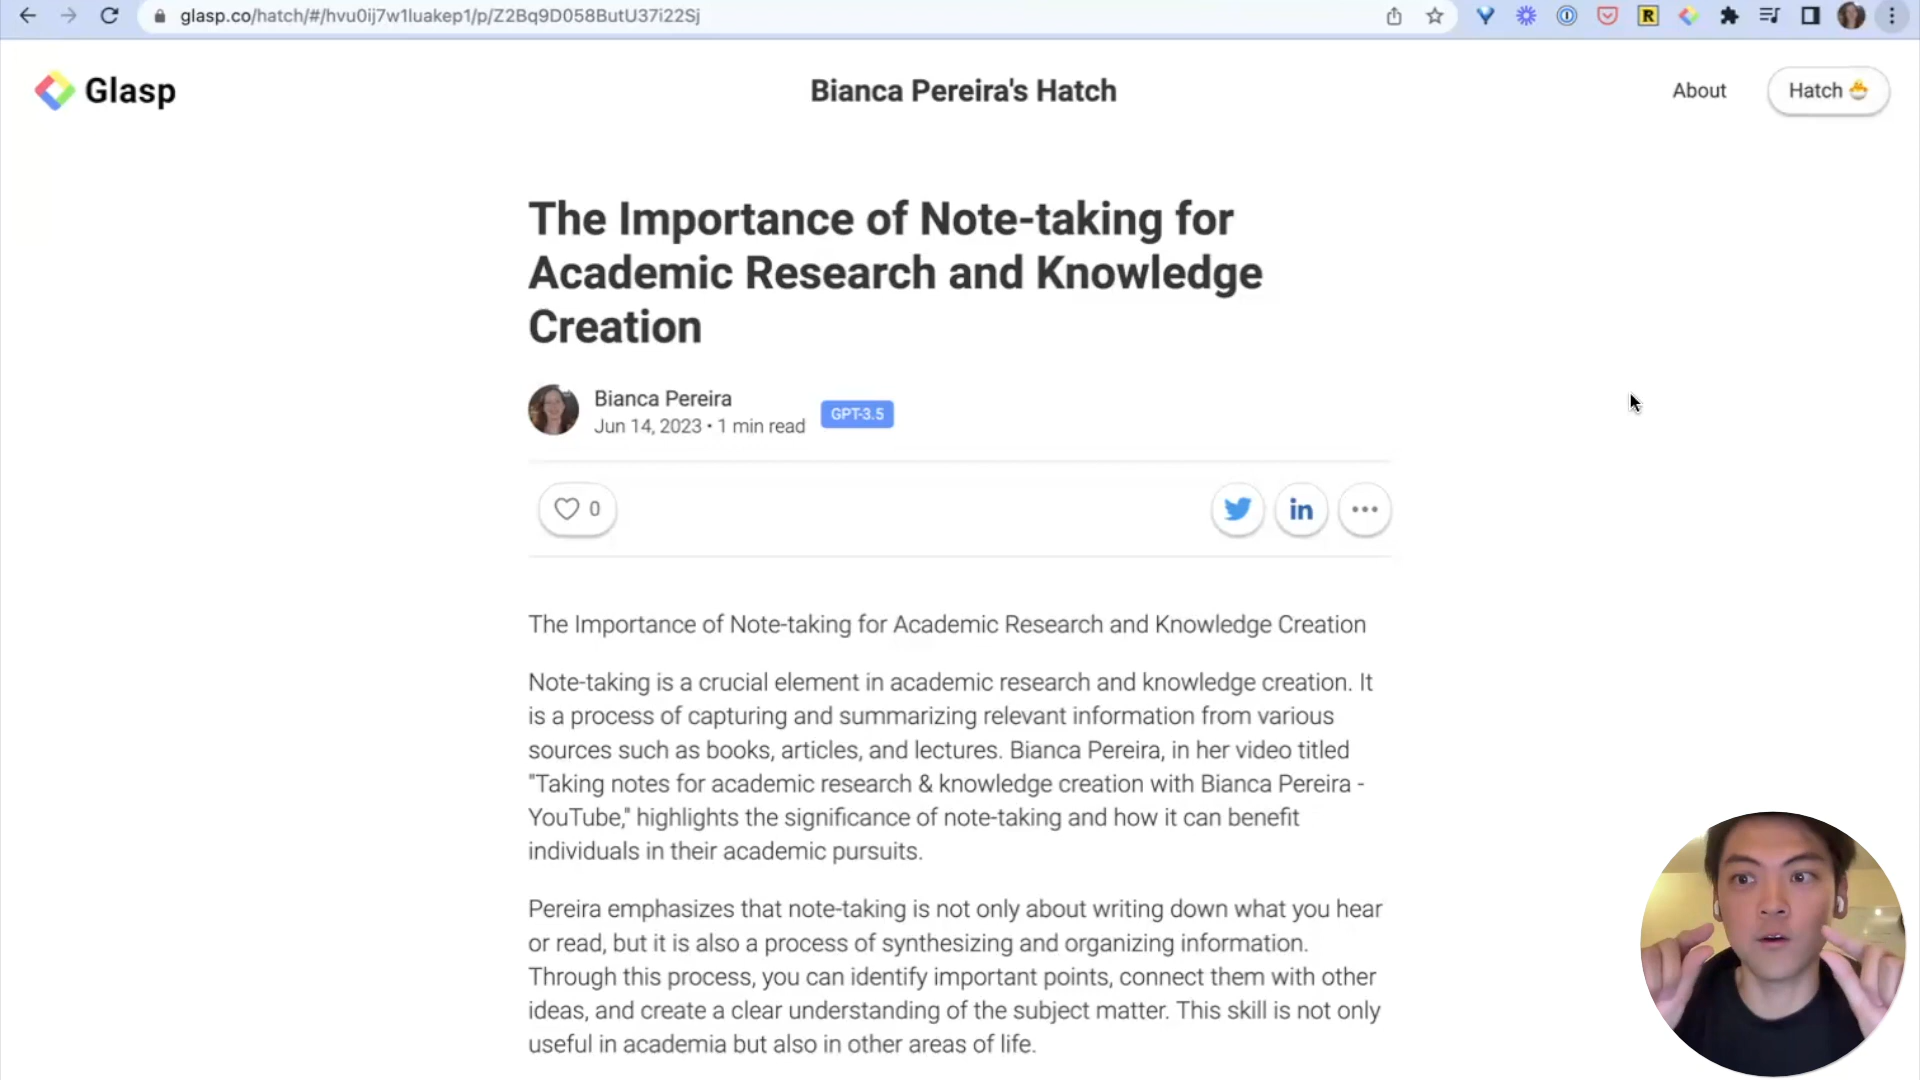 glasp.co/hatch/#/hvu0ij7w1luakep1/p/Z2Bq9D058ButU37i22Sj
R
Glasp
Bianca Pereira's Hatch
About
Hatch
The Importance of Note-taking for
Academic Research and Knowledge
Creation
Bianca Pereira
Jun 14, 2023 • 1 min read
GPT-3.5
0
in
The Importance of Note-taking for Academic Research and Knowledge Creation
Note-taking is a crucial element in academic research and knowledge creation. It
is a process of capturing and summarizing relevant information from various
sources such as books, articles, and lectures. Bianca Pereira, in her video titled
"Taking notes for academic research & knowledge creation with Bianca Pereira -
YouTube," highlights the significance of note-taking and how it can benefit
individuals in their academic pursuits.
Pereira emphasizes that note-taking is not only about writing down what you hear
or read, but it is also a process of synthesizing and organizing information.
Through this process, you can identify important points, connect them with other
ideas, and create a clear understanding of the subject matter. This skill is not only
useful in academia but also in other areas of life.